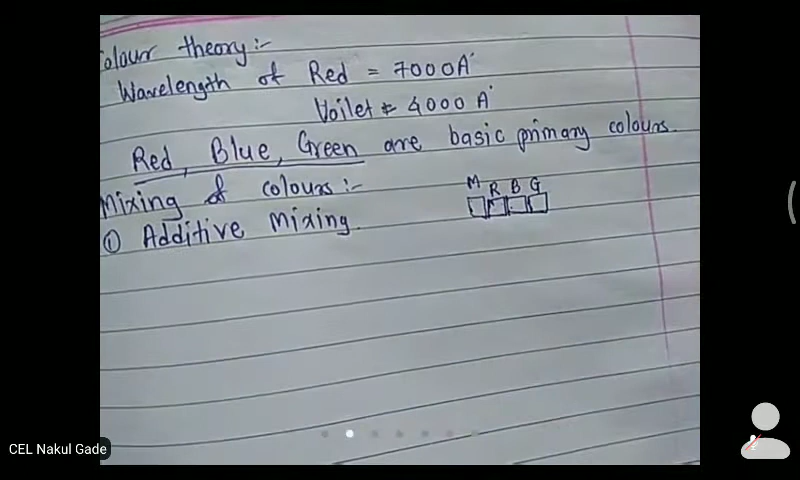 olour theory:-
Wavelength of Red = 7000A°
Voilet = 4000 A°
Red, Blue, Green are basic primary colours.
Mixing of colours:-
M R B G
① Additive Mixing.
CEL Nakul Gade